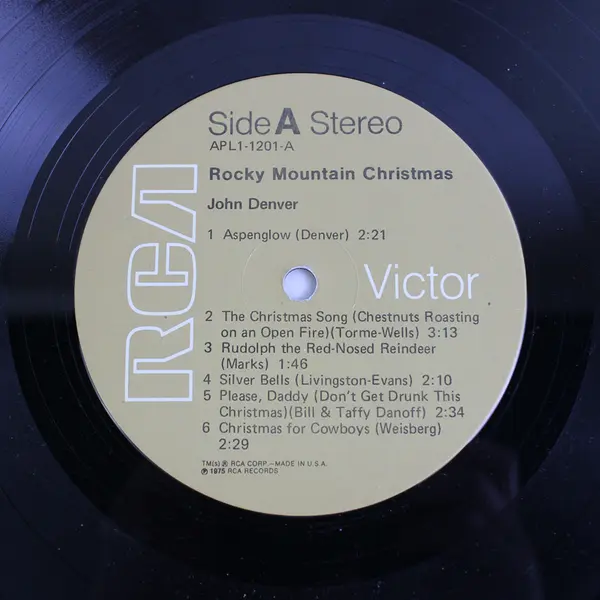 Side A Stereo
APL1-1201-A
Rocky Mountain Christmas
John Denver
1 Aspenglow (Denver) 2:21
RCA
Victor
2 The Christmas Song (Chestnuts Roasting
on an Open Fire)(Torme-Wells) 3:13
3 Rudolph the Red-Nosed Reindeer
(Marks) 1:46
4 Silver Bells (Livingston-Evans) 2:10
5 Please, Daddy (Don't Get Drunk This
Christmas)(Bill & Taffy Danoff) 2:34
6 Christmas for Cowboys (Weisberg)
2:29
TM(s) ® RCA CORP.—MADE IN U.S.A.
℗ 1975 RCA RECORDS